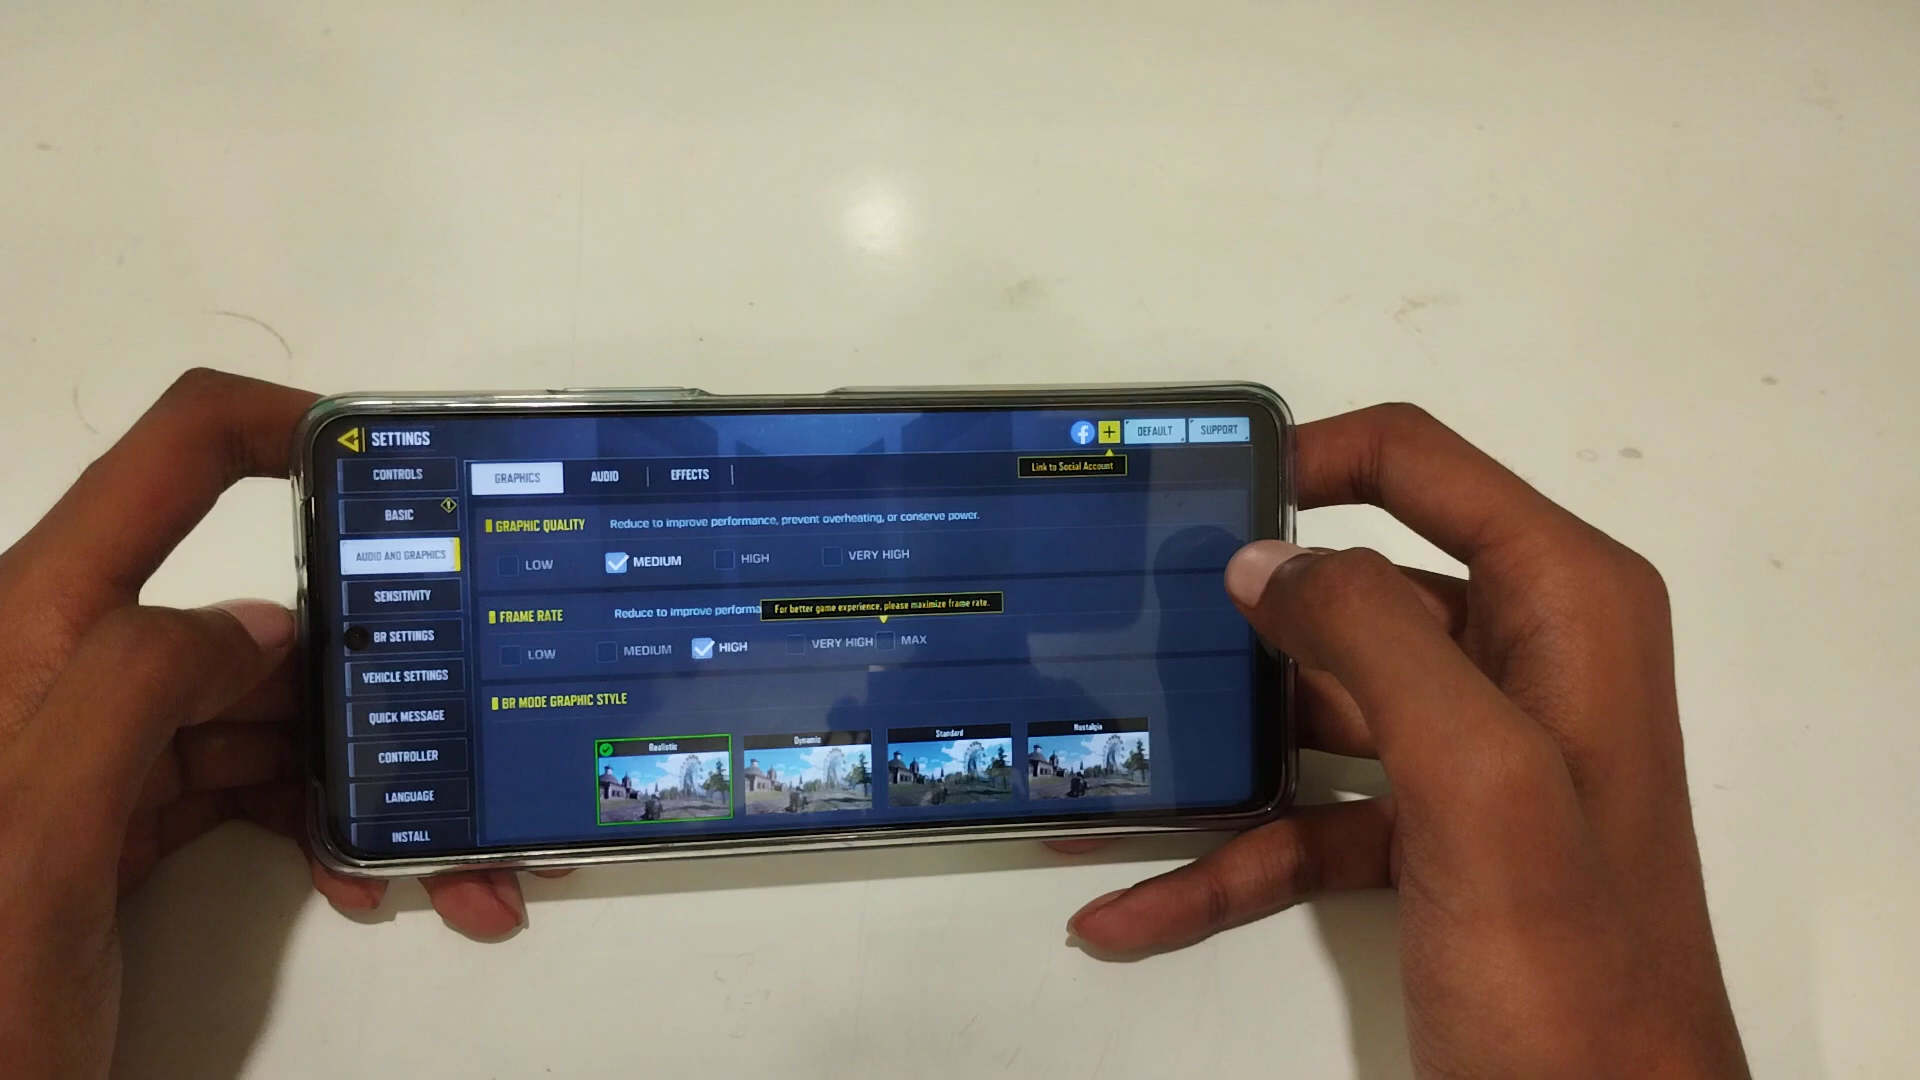 SETTINGS
DEFAULT
SUPPORT
Link to Social Account
CONTROLS
BASIC
AUDIO AND GRAPHICS
SENSITIVITY
BR SETTINGS
VEHICLE SETTINGS
QUICK MESSAGE
CONTROLLER
LANGUAGE
INSTALL
GRAPHICS
AUDIO
EFFECTS
GRAPHIC QUALITY
Reduce to improve performance, prevent overheating, or conserve power.
LOW
MEDIUM
HIGH
VERY HIGH
FRAME RATE
Reduce to improve performa
For better game experience, please maximize frame rate.
LOW
MEDIUM
HIGH
VERY HIGH
MAX
BR MODE GRAPHIC STYLE
Realistic
Dynamic
Standard
Nostalgia